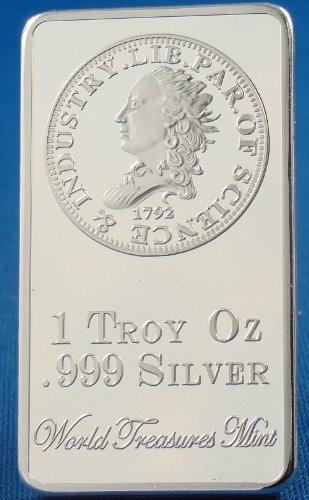 LIB. PAR. OF SCIENCE & INDUSTRY.
1792
1 TROY OZ
.999 SILVER
World Treasures Mint